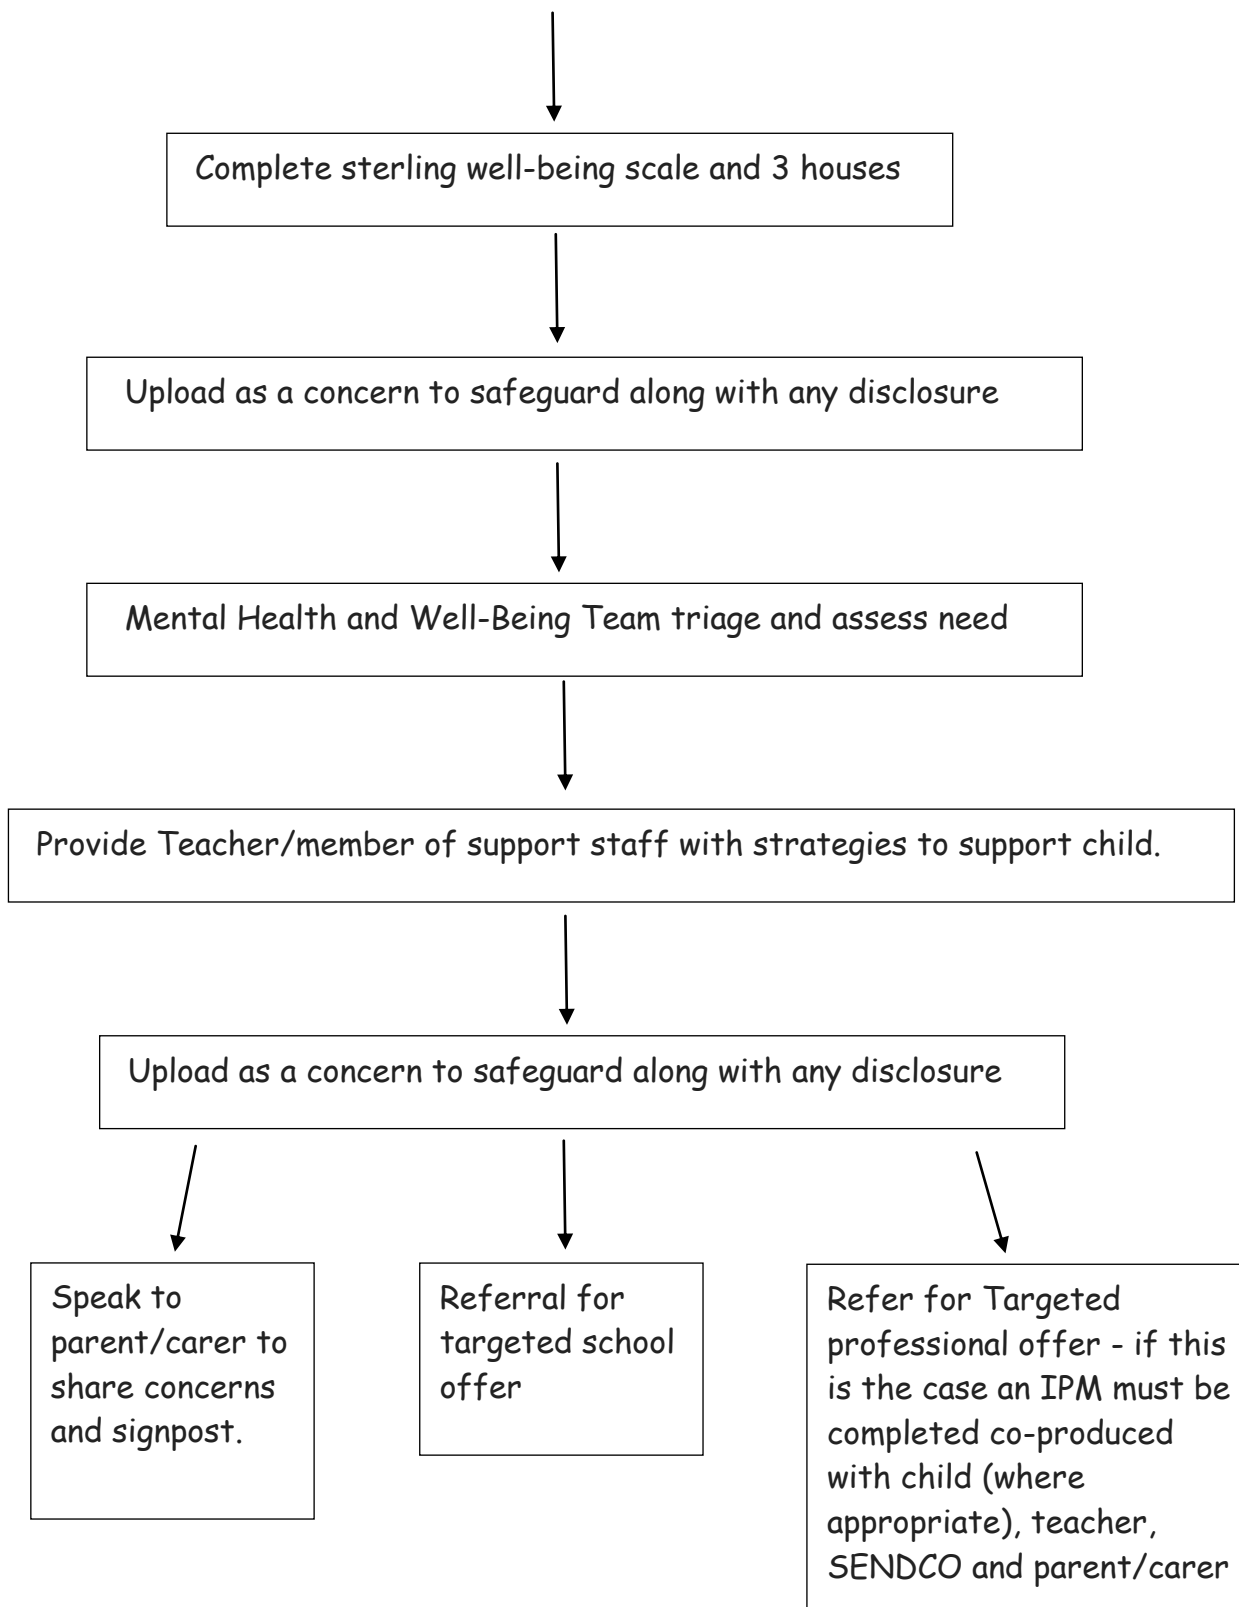 Complete sterling well-being scale and 3 houses
Upload as a concern to safeguard along with any disclosure
Mental Health and Well-Being Team triage and assess need
Provide Teacher/member of support staff with strategies to support child.
Upload as a concern to safeguard along with any disclosure
Speak to
parent/carer to
share concerns
and signpost.
Referral for
targeted school
offer
Refer for Targeted
professional offer - if this
is the case an IPM must be
completed co-produced
with child (where
appropriate), teacher,
SENDCO and parent/carer